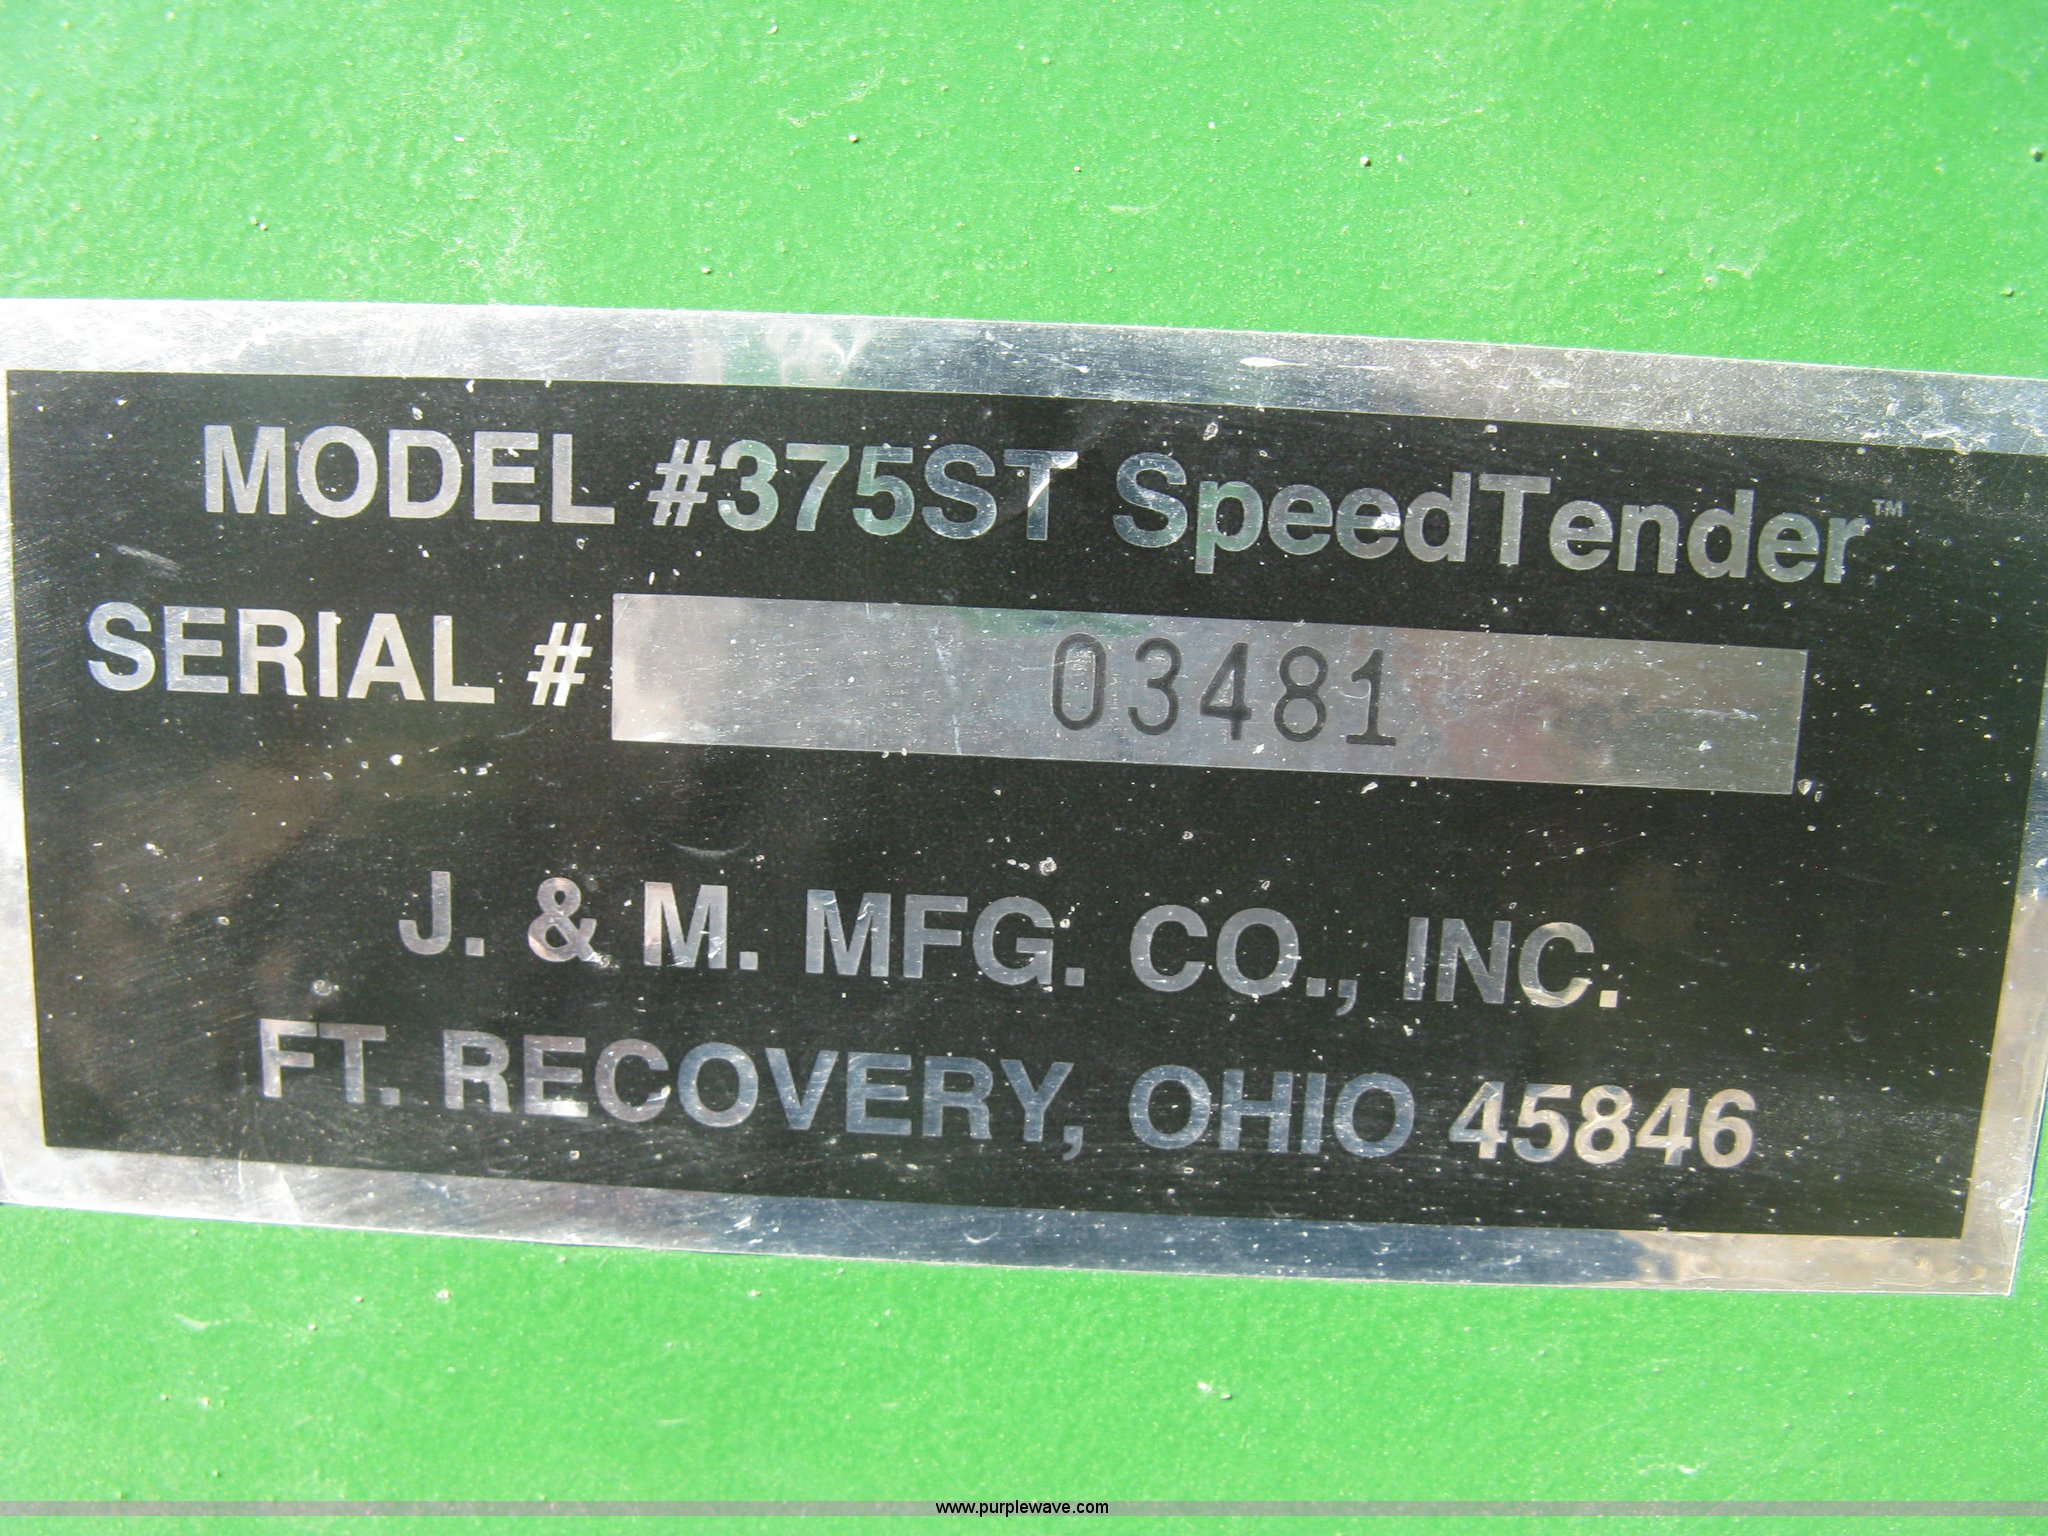 MODEL #375ST SpeedTender™
SERIAL # 03481
J. & M. MFG. CO., INC.
FT. RECOVERY, OHIO 45846
www.purplewave.com